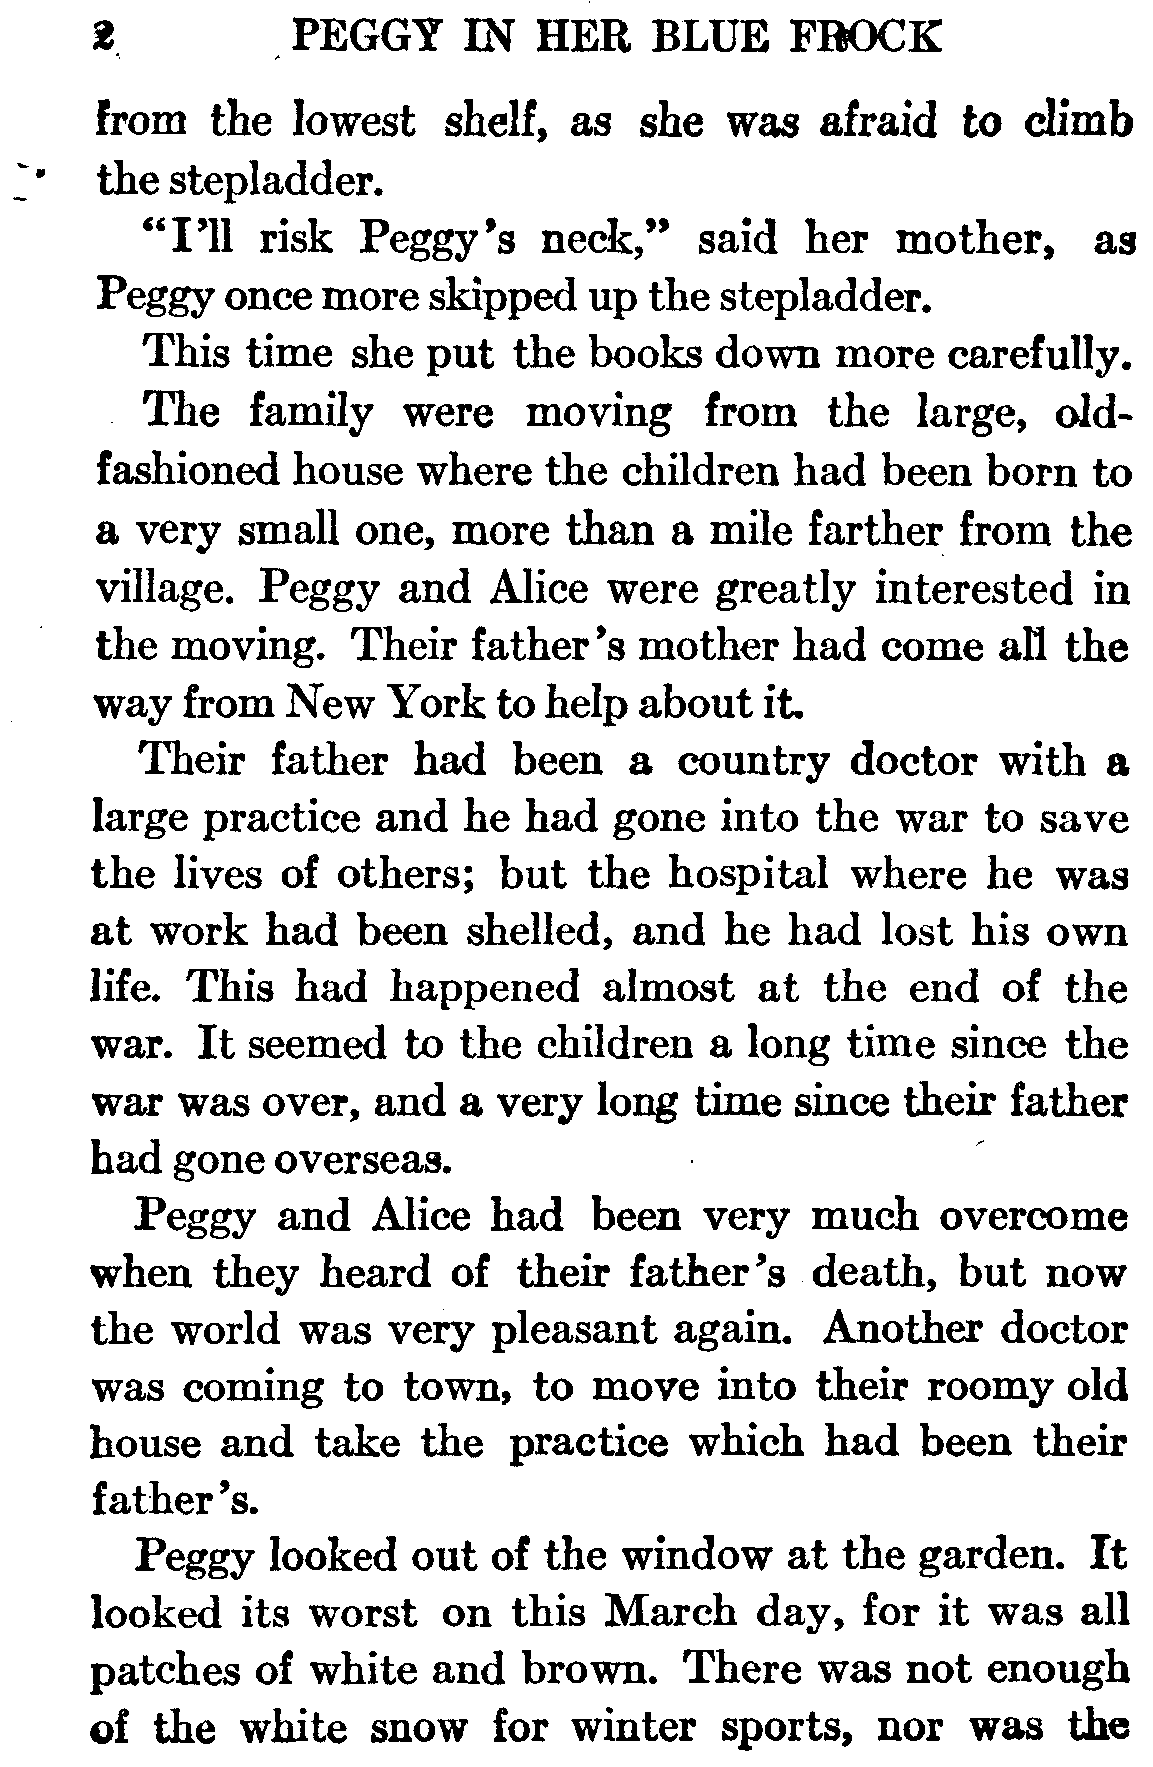 2 PEGGY IN HER BLUE FROCK
from the lowest shelf, as she was afraid to climb
the stepladder.
“I’ll risk Peggy’s neck,” said her mother, as
Peggy once more skipped up the stepladder.
This time she put the books down more carefully.
The family were moving from the large, old-
fashioned house where the children had been born to
a very small one, more than a mile farther from the
village. Peggy and Alice were greatly interested in
the moving. Their father’s mother had come all the
way from New York to help about it.
Their father had been a country doctor with a
large practice and he had gone into the war to save
the lives of others; but the hospital where he was
at work had been shelled, and he had lost his own
life. This had happened almost at the end of the
war. It seemed to the children a long time since the
war was over, and a very long time since their father
had gone overseas.
Peggy and Alice had been very much overcome
when they heard of their father’s death, but now
the world was very pleasant again. Another doctor
was coming to town, to move into their roomy old
house and take the practice which had been their
father’s.
Peggy looked out of the window at the garden. It
looked its worst on this March day, for it was all
patches of white and brown. There was not enough
of the white snow for winter sports, nor was the